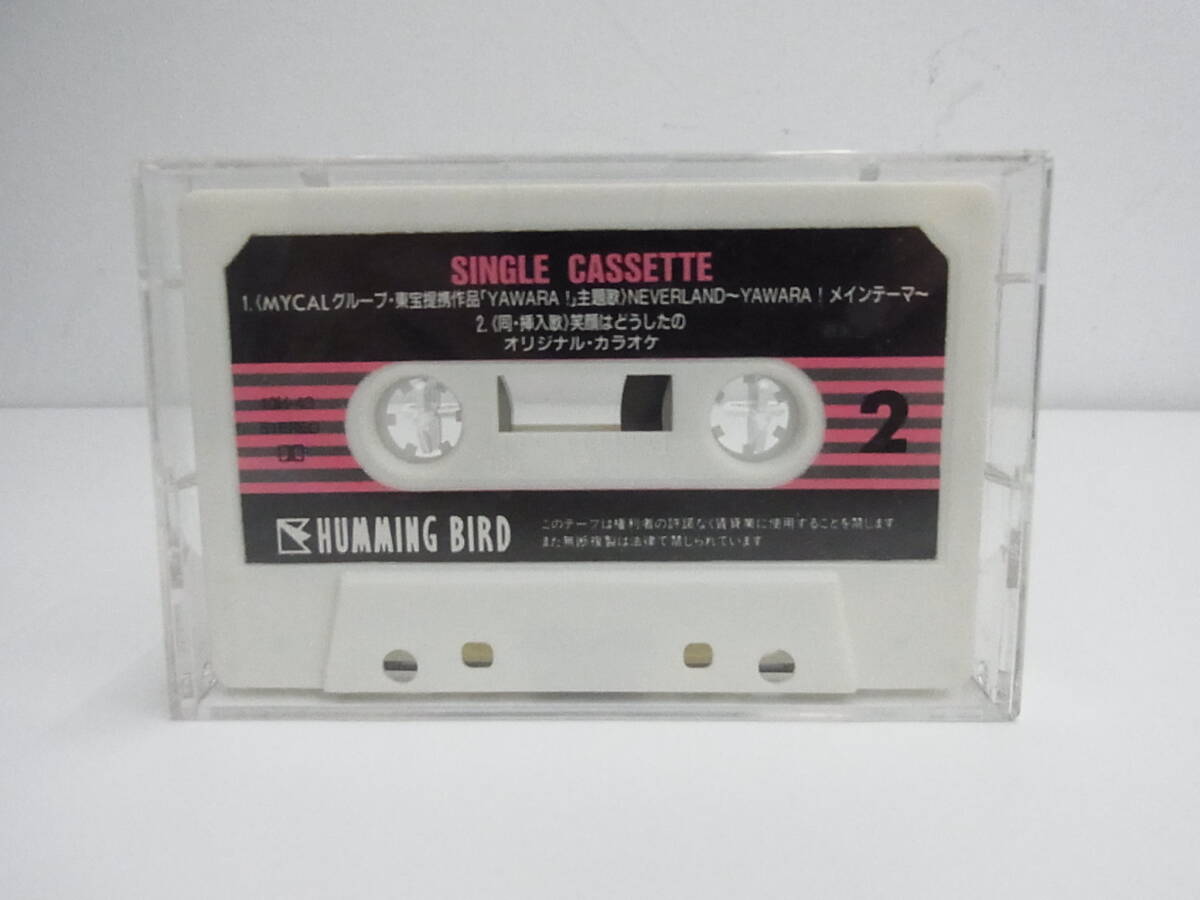 SINGLE CASSETTE
1.〈MYCALグループ・東宝提携作品「YAWARA!」主題歌〉NEVERLAND〜YAWARA!メインテーマ〜
2.〈同・挿入歌〉笑顔はどうしたの
オリジナル・カラオケ
STEREO
2
HUMMING BIRD
このテープは権利者の許諾なく賃貸業に使用することを禁じます
また無断複製は法律で禁じられています